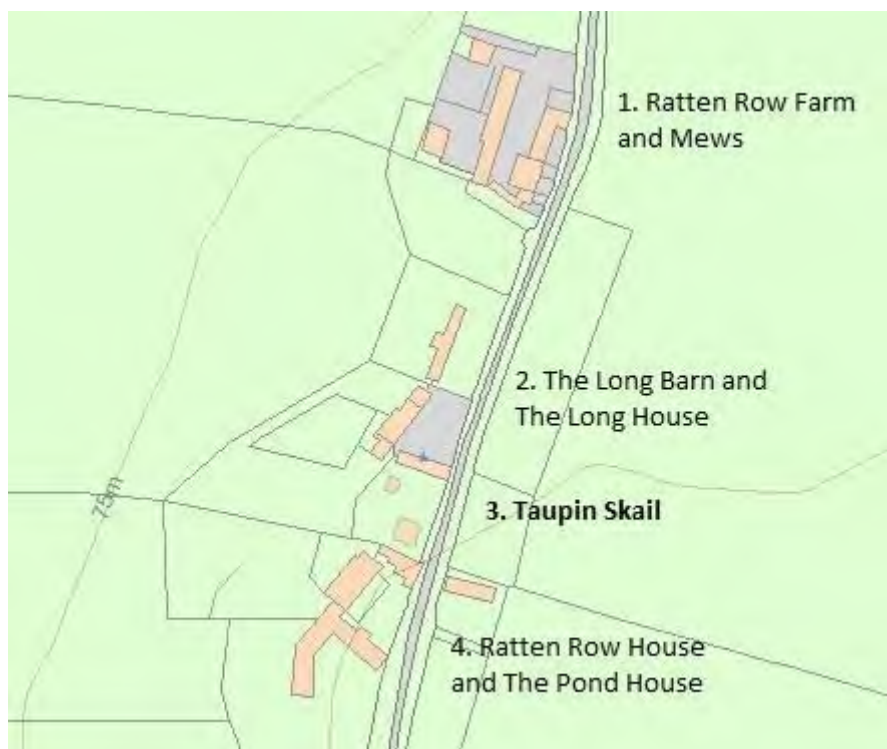 1. Ratten Row Farm
and Mews
2. The Long Barn and
The Long House
75m
3. Taupin Skail
4. Ratten Row House
and The Pond House